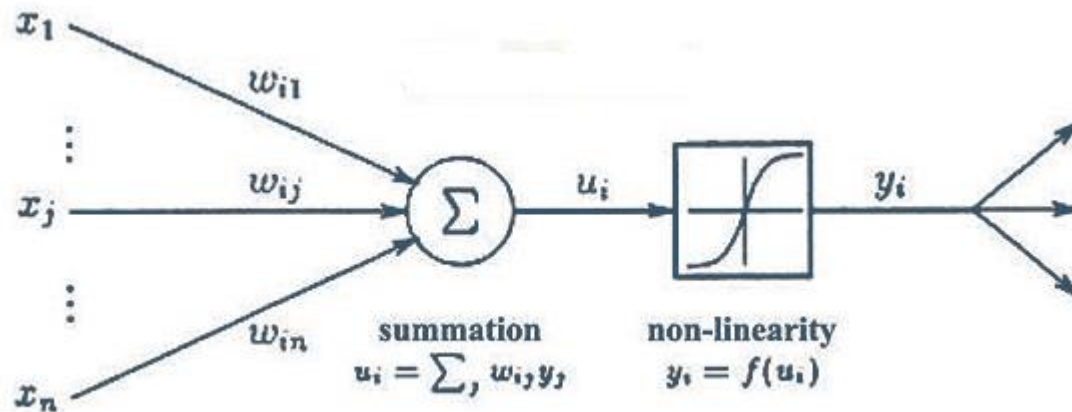 x₁
wᵢ₁
⋮
xⱼ
wᵢⱼ
Σ
uᵢ
yᵢ
⋮
wᵢₙ
xₙ
summation
uᵢ = ∑ⱼ wᵢⱼyⱼ
non-linearity
yᵢ = f(uᵢ)